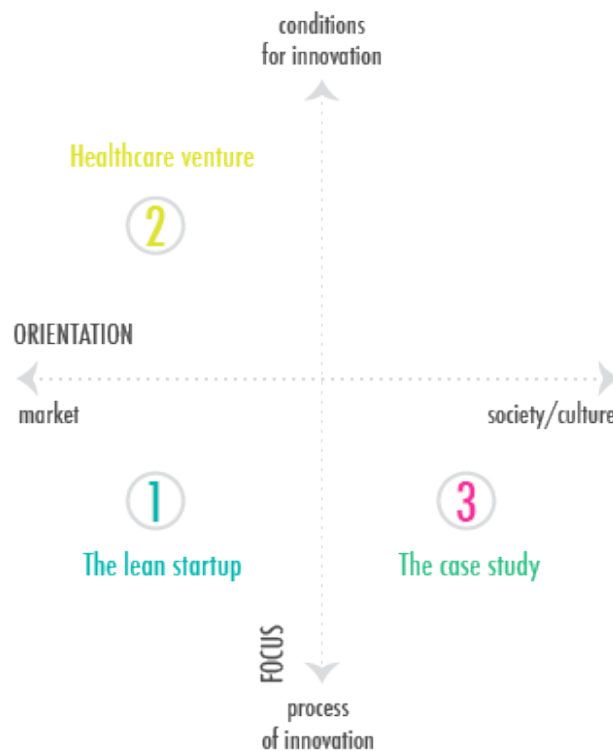 conditions
for innovation
Healthcare venture
2
ORIENTATION
market
society/culture
1
3
The lean startup
The case study
FOCUS
process
of innovation